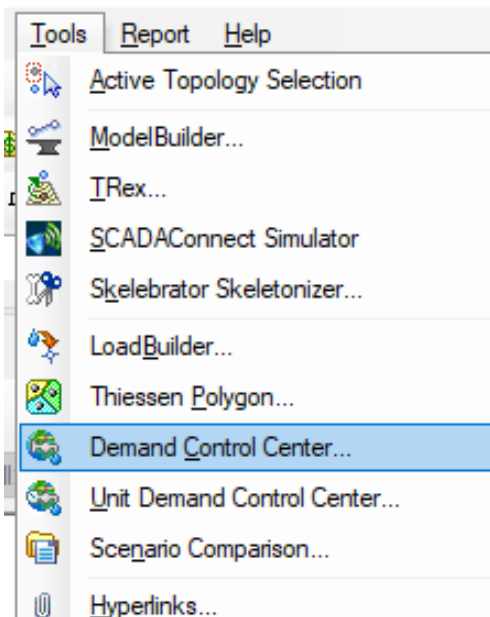 Tools Report Help
Active Topology Selection
ModelBuilder...
TRex...
SCADAConnect Simulator
Skelebrator Skeletonizer...
LoadBuilder...
Thiessen Polygon...
Demand Control Center...
Unit Demand Control Center...
Scenario Comparison...
Hyperlinks...